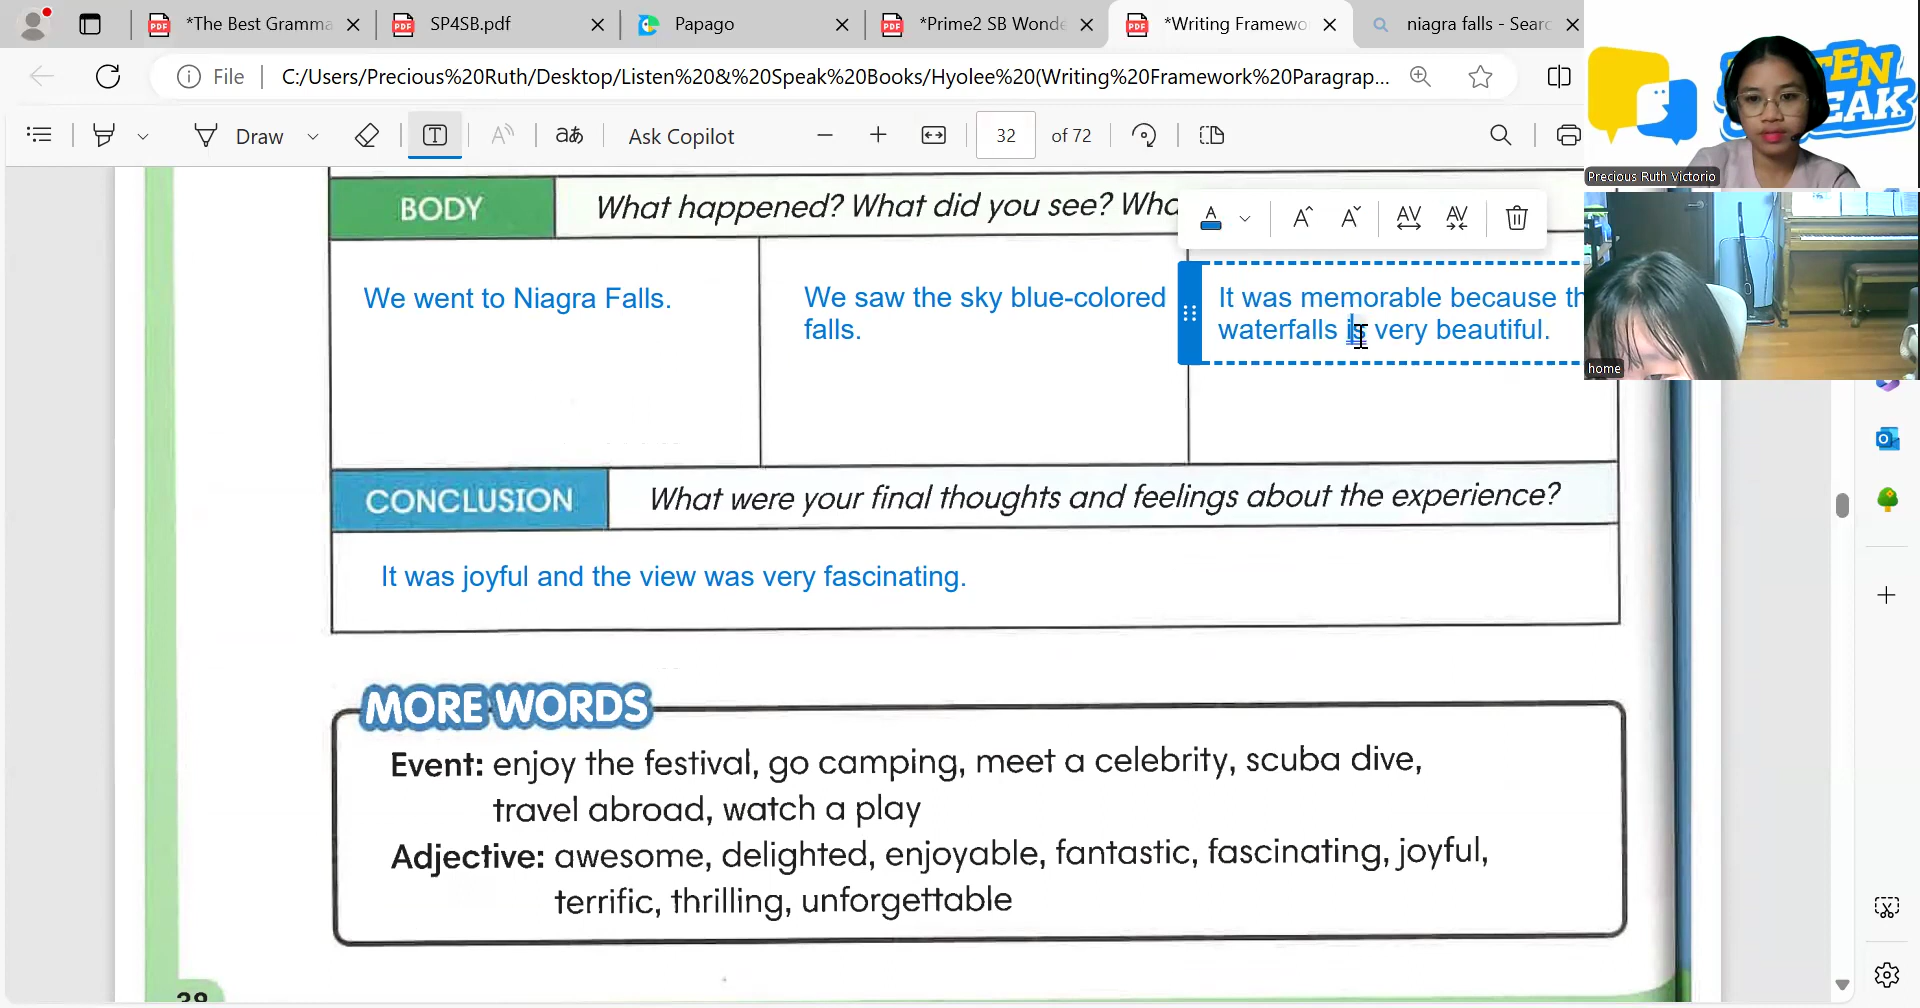 *The Best Gramma
SP4SB.pdf
Papago
*Prime2 SB Wonde
*Writing Framewo
niagra falls - Searc
File
C:/Users/Precious%20Ruth/Desktop/Listen%20&%20Speak%20Books/Hyolee%20(Writing%20Framework%20Paragrap...
Draw
Ask Copilot
32
of 72
EN
EAK
Precious Ruth Victorio
home
BODY
What happened? What did you see?
We went to Niagra Falls.
We saw the sky blue-colored
falls.
It was memorable because
waterfalls is very beautiful.
CONCLUSION
What were your final thoughts and feelings about the experience?
It was joyful and the view was very fascinating.
MORE WORDS
Event: enjoy the festival, go camping, meet a celebrity, scuba dive,
travel abroad, watch a play
Adjective: awesome, delighted, enjoyable, fantastic, fascinating, joyful,
terrific, thrilling, unforgettable